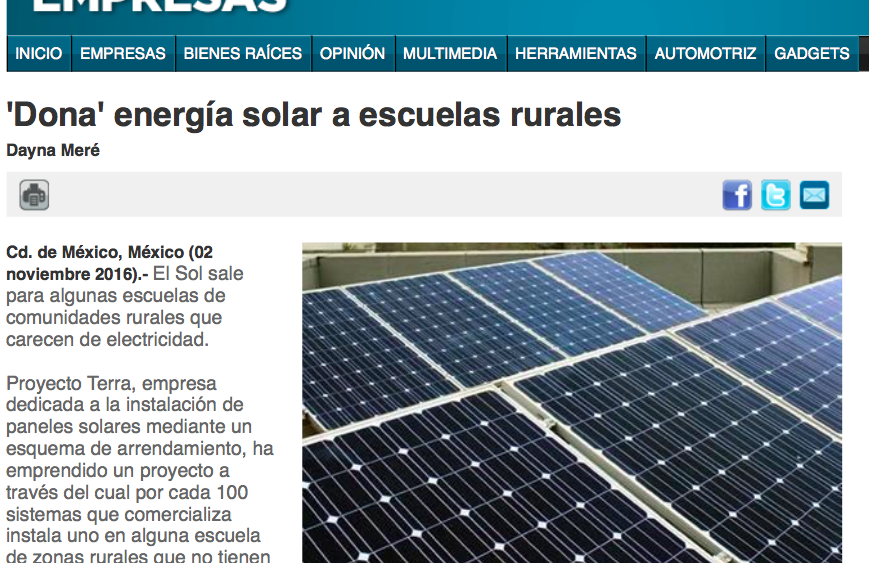 EMPRESAS
INICIO EMPRESAS BIENES RAÍCES OPINIÓN MULTIMEDIA HERRAMIENTAS AUTOMOTRIZ GADGETS
'Dona' energía solar a escuelas rurales
Dayna Meré
Cd. de México, México (02
noviembre 2016).- El Sol sale
para algunas escuelas de
comunidades rurales que
carecen de electricidad.
Proyecto Terra, empresa
dedicada a la instalación de
paneles solares mediante un
esquema de arrendamiento, ha
emprendido un proyecto a
través del cual por cada 100
sistemas que comercializa
instala uno en alguna escuela
de zonas rurales que no tienen